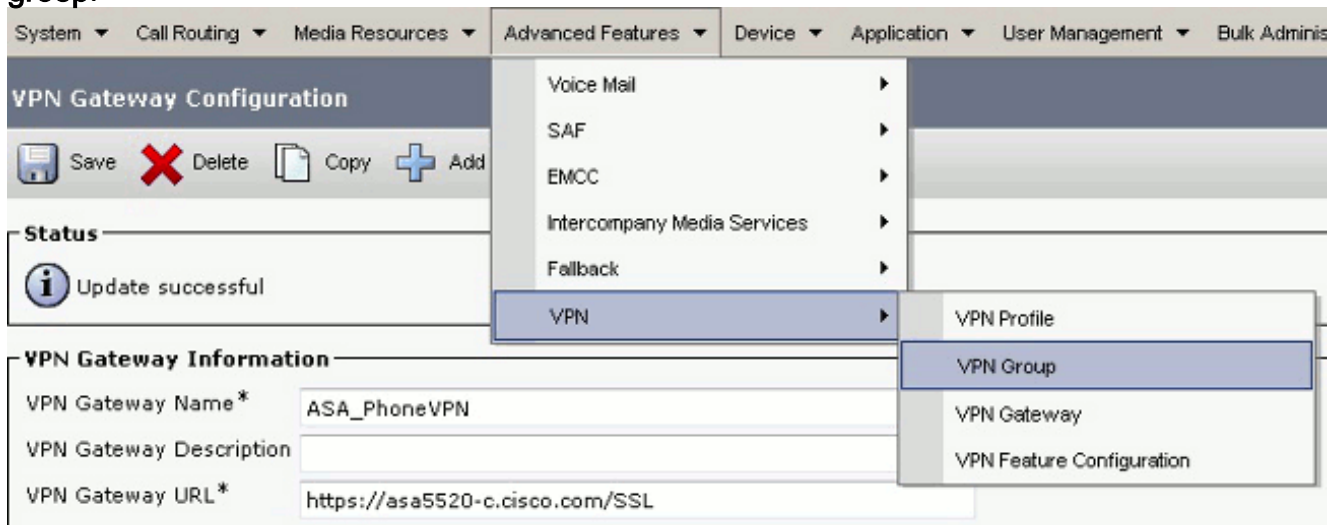 group.
System Call Routing Media Resources Advanced Features Device Application User Management Bulk Adminis
VPN Gateway Configuration
Save Delete Copy Add
Voice Mail
SAF
EMCC
Intercompany Media Services
Fallback
VPN
VPN Profile
VPN Group
VPN Gateway
VPN Feature Configuration
Status
Update successful
VPN Gateway Information
VPN Gateway Name* ASA_PhoneVPN
VPN Gateway Description
VPN Gateway URL* https://asa5520-c.cisco.com/SSL